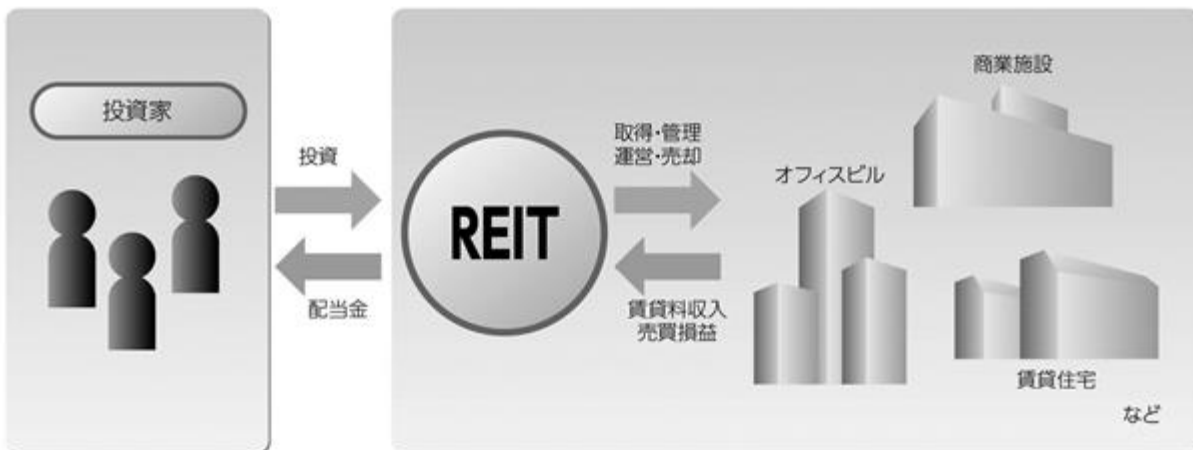 投資家
投資
配当金
REIT
取得・管理
運営・売却
賃貸料収入
売買損益
オフィスビル
商業施設
賃貸住宅
など